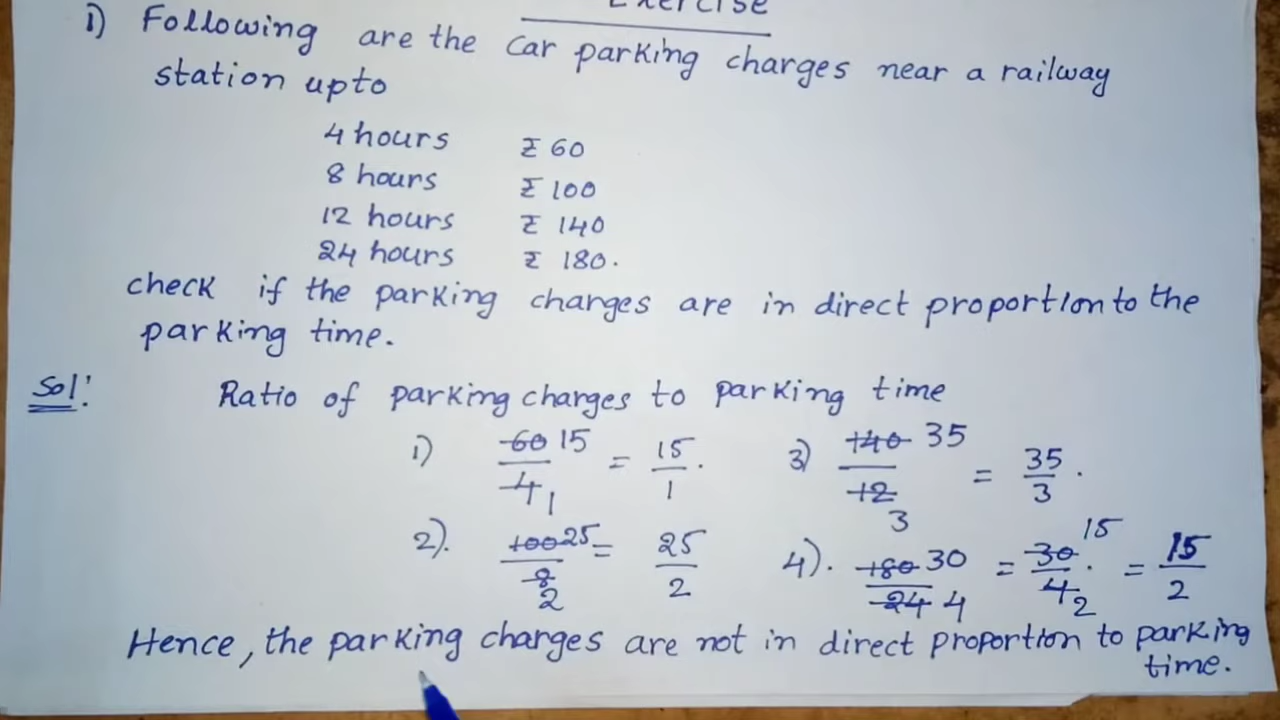 Exercise
1) Following are the car parking charges near a railway
station upto
4 hours ₹ 60
8 hours ₹ 100
12 hours ₹ 140
24 hours ₹ 180.
check if the parking charges are in direct proportion to the
parking time.
Sol: Ratio of parking charges to parking time
1) 60/4 15/1 = 15/1.
3) 140/12 35/3 = 35/3.
2). 100/8 25/2 = 25/2
4). 180/24 30/4 = 30/4 15/2. = 15/2
Hence, the parking charges are not in direct proportion to parking
time.